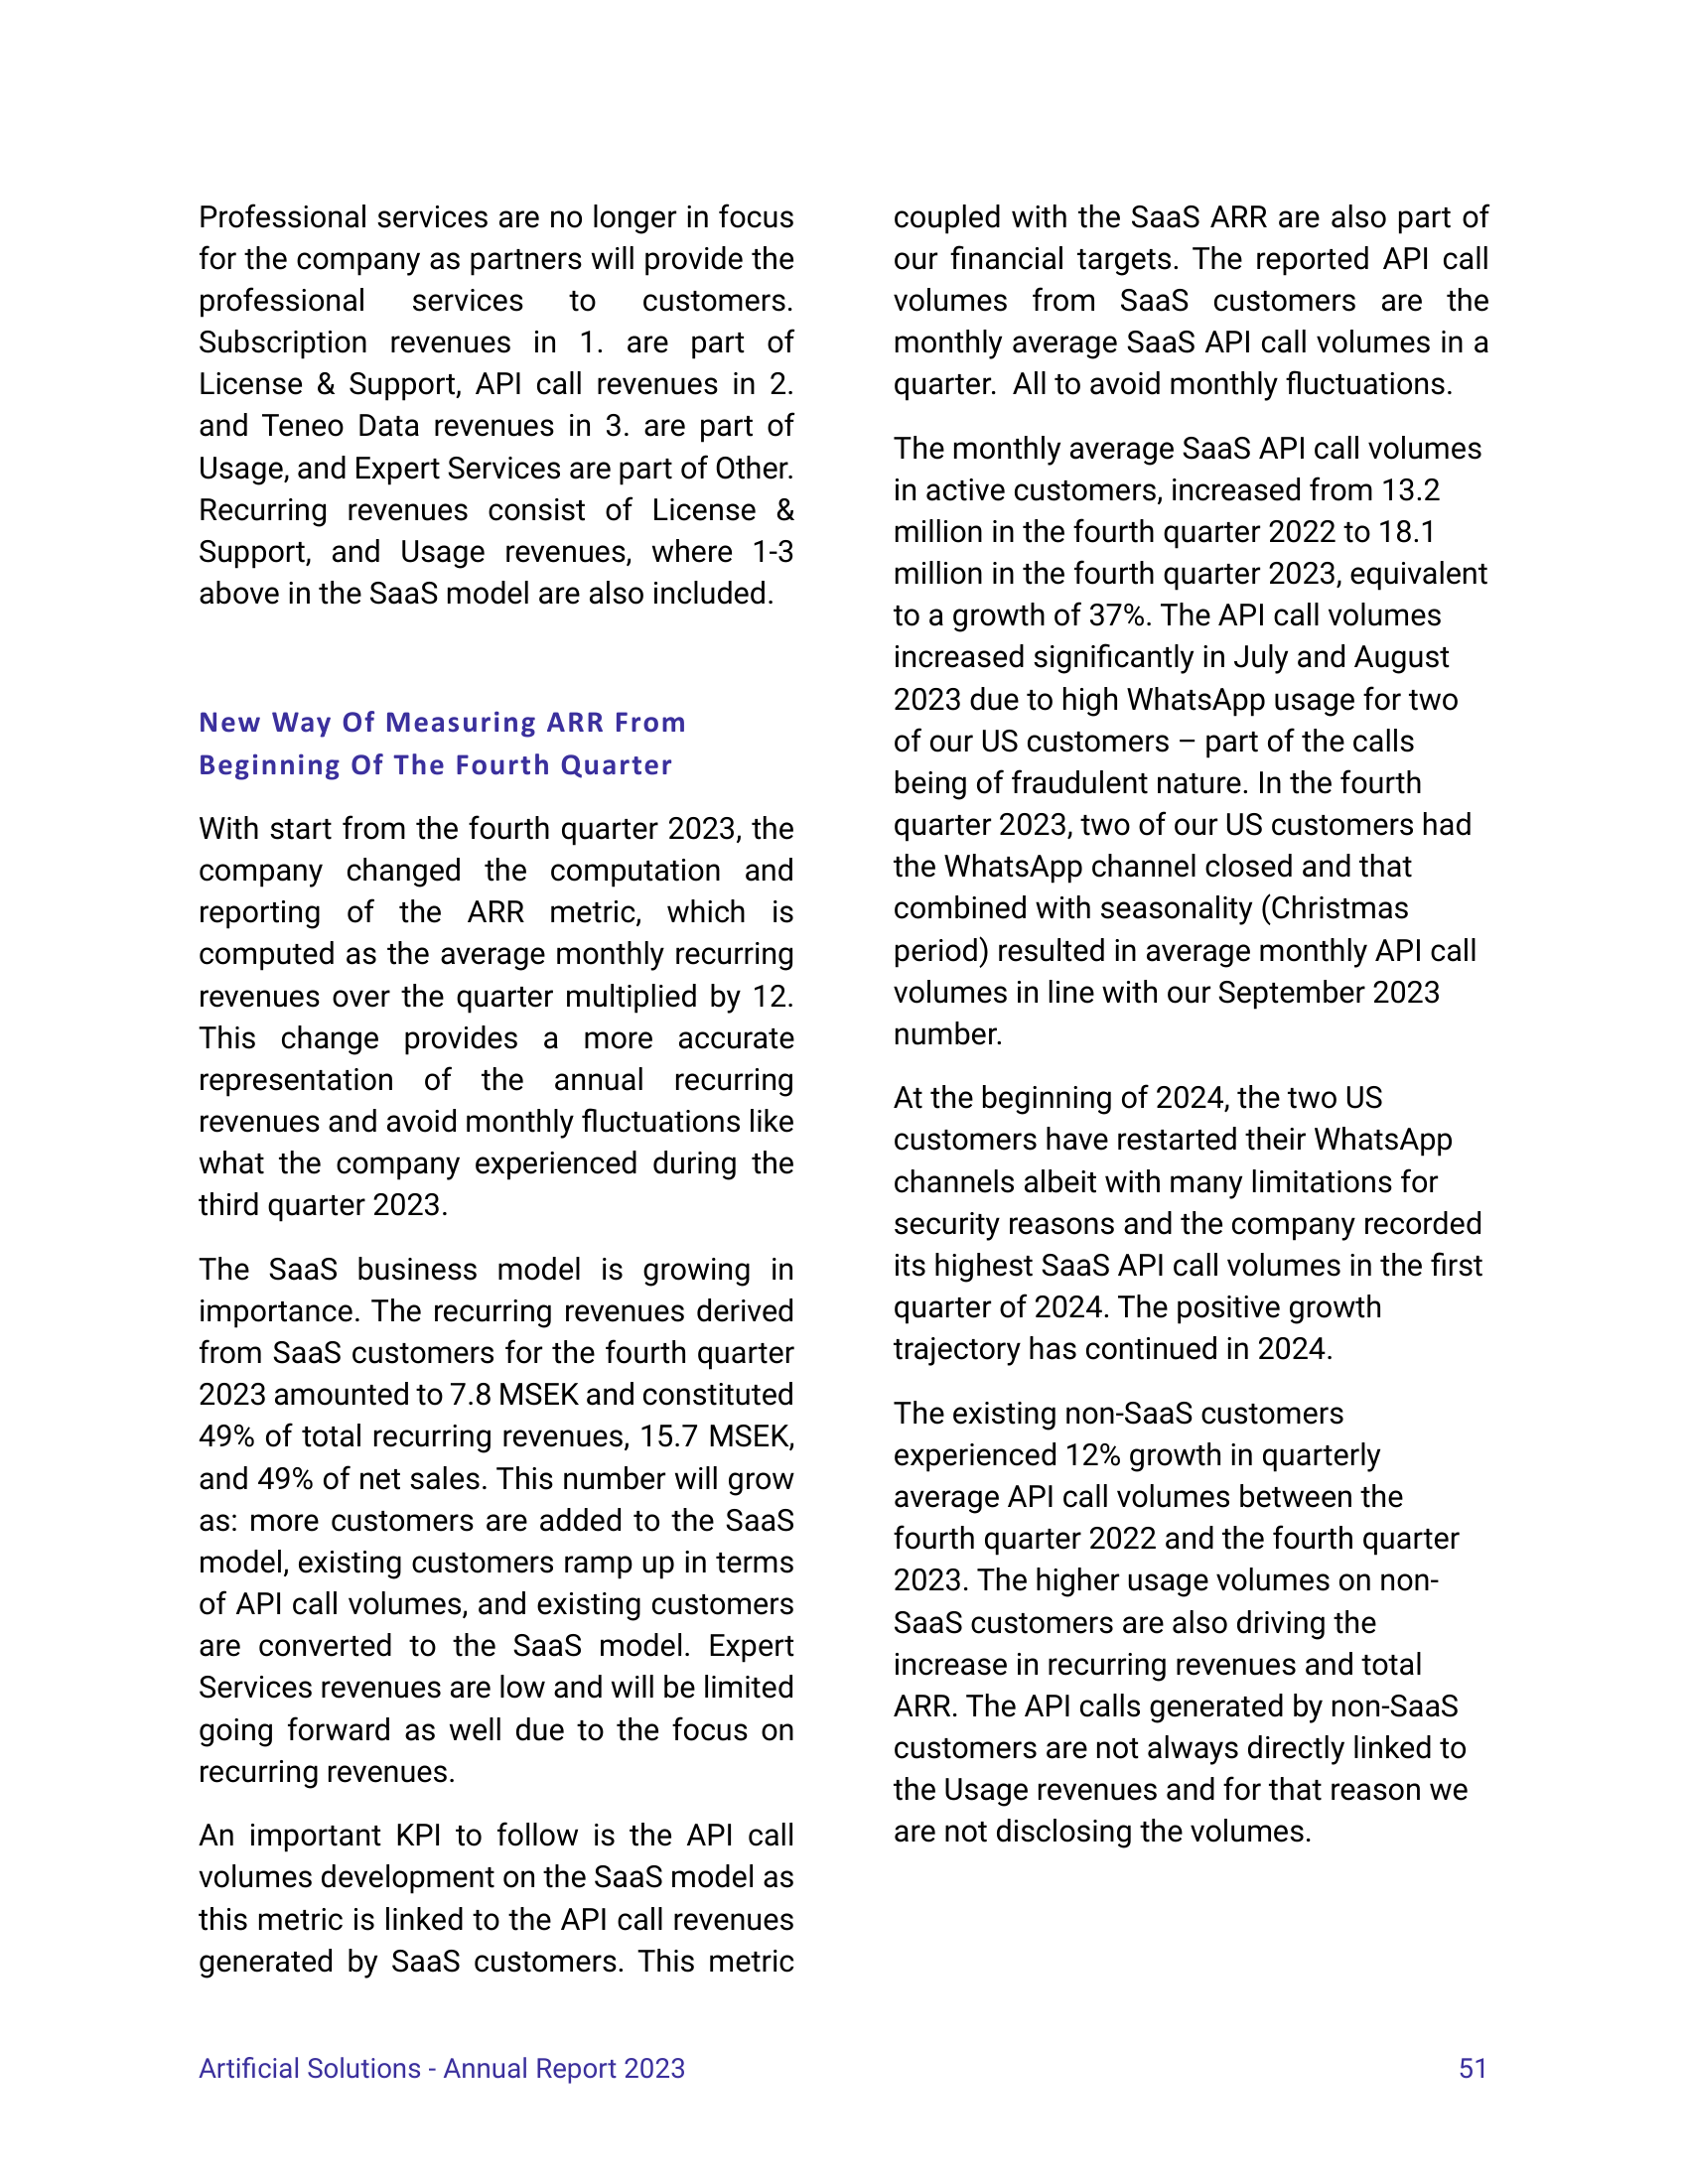 Professional services are no longer in focus
for the company as partners will provide the
professional services to customers.
Subscription revenues in 1. are part of
License & Support, API call revenues in 2.
and Teneo Data revenues in 3. are part of
Usage, and Expert Services are part of Other.
Recurring revenues consist of License &
Support, and Usage revenues, where 1-3
above in the SaaS model are also included.
New Way Of Measuring ARR From
Beginning Of The Fourth Quarter
With start from the fourth quarter 2023, the
company changed the computation and
reporting of the ARR metric, which is
computed as the average monthly recurring
revenues over the quarter multiplied by 12.
This change provides a more accurate
representation of the annual recurring
revenues and avoid monthly fluctuations like
what the company experienced during the
third quarter 2023.
The SaaS business model is growing in
importance. The recurring revenues derived
from SaaS customers for the fourth quarter
2023 amounted to 7.8 MSEK and constituted
49% of total recurring revenues, 15.7 MSEK,
and 49% of net sales. This number will grow
as: more customers are added to the SaaS
model, existing customers ramp up in terms
of API call volumes, and existing customers
are converted to the SaaS model. Expert
Services revenues are low and will be limited
going forward as well due to the focus on
recurring revenues.
An important KPI to follow is the API call
volumes development on the SaaS model as
this metric is linked to the API call revenues
generated by SaaS customers. This metric
coupled with the SaaS ARR are also part of
our financial targets. The reported API call
volumes from SaaS customers are the
monthly average SaaS API call volumes in a
quarter.  All to avoid monthly fluctuations.
The monthly average SaaS API call volumes
in active customers, increased from 13.2
million in the fourth quarter 2022 to 18.1
million in the fourth quarter 2023, equivalent
to a growth of 37%. The API call volumes
increased significantly in July and August
2023 due to high WhatsApp usage for two
of our US customers – part of the calls
being of fraudulent nature. In the fourth
quarter 2023, two of our US customers had
the WhatsApp channel closed and that
combined with seasonality (Christmas
period) resulted in average monthly API call
volumes in line with our September 2023
number.
At the beginning of 2024, the two US
customers have restarted their WhatsApp
channels albeit with many limitations for
security reasons and the company recorded
its highest SaaS API call volumes in the first
quarter of 2024. The positive growth
trajectory has continued in 2024.
The existing non-SaaS customers
experienced 12% growth in quarterly
average API call volumes between the
fourth quarter 2022 and the fourth quarter
2023. The higher usage volumes on non-
SaaS customers are also driving the
increase in recurring revenues and total
ARR. The API calls generated by non-SaaS
customers are not always directly linked to
the Usage revenues and for that reason we
are not disclosing the volumes.
Artificial Solutions - Annual Report 2023
51